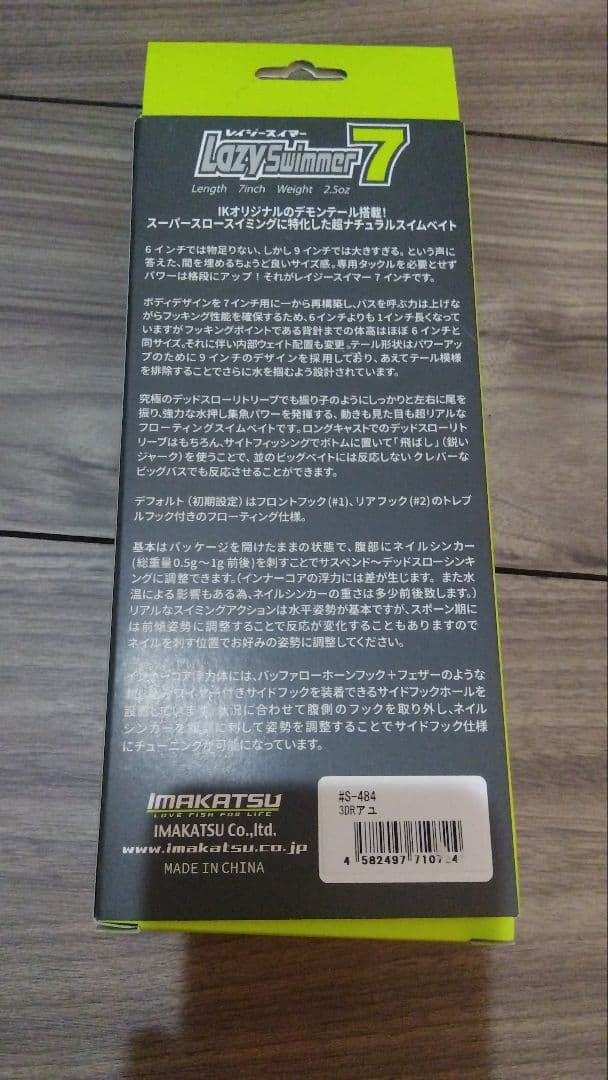 レイジースイマー
Lazy Swimmer 7
Length 7inch Weight 2.5oz
IKオリジナルのデモンテール搭載!
スーパースロースイミングに特化した超ナチュラルスイムベイト
6インチでは物足りない、しかし9インチでは大きすぎる。という声に
答えた、間を埋めるちょうど良いサイズ感。専用タックルを必要とせず
パワーは格段にアップ!それがレイジースイマー7インチです。
ボディデザインを7インチ用に一から再構築し、バスを呼ぶ力は上げな
がらフッキング性能を確保するため、6インチよりも1インチ長くなって
いますがフッキングポイントである背針までの体高はほぼ6インチと
同サイズ。それに伴い内部ウェイト配置も変更。テール形状はパワーアッ
プのために9インチのデザインを採用しており、あえてテール模様
を排除することでさらに水を掴むよう設計されています。
究極のデッドスローリトリーブでも振り子のようにしっかりと左右に尾を
振り、強力な水押し集魚パワーを発揮する、動きも見た目も超リアルな
フローティングスイムベイトです。ロングキャストでのデッドスローリト
リーブはもちろん、サイトフィッシングでボトムに置いて「飛ばし」(鋭い
ジャーク)を使うことで、並のビッグベイトには反応しないクレバーな
ビッグバスでも反応させることができます。
デフォルト(初期設定)はフロントフック(#1)、リアフック(#2)のトレブ
ルフック付きのフローティング仕様。
基本はパッケージを開けたままの状態で、腹部にネイルシンカー
(総重量0.5g〜1g前後)を刺すことでサスペンド〜デッドスローシンキ
ングに調整できます。(インナーコアの浮力には差が生じます。また水
温による影響もある為、ネイルシンカーの重さは多少前後致します。)
リアルなスイミングアクションは水平姿勢が基本ですが、スポーン期に
は前傾姿勢に調整することで反応が変化することもありますので
ネイルを刺す位置でお好みの姿勢に調整してください。
インナーコア浮力体には、バッファローホーンフック+フェザーのような
ワイヤー付きサイドフックを装着できるサイドフックホールを
設置しています。状況に合わせて腹側のフックを取り外し、ネイル
シンカーを に刺して姿勢を調整することでサイドフック仕様
にチューニングが可能になっています。
IMAKATSU
LOVE FISH FOR LIFE
IMAKATSU Co.,ltd.
www.imakatsu.co.jp
MADE IN CHINA
#S-484
3DRアユ
4 582497 7107 4